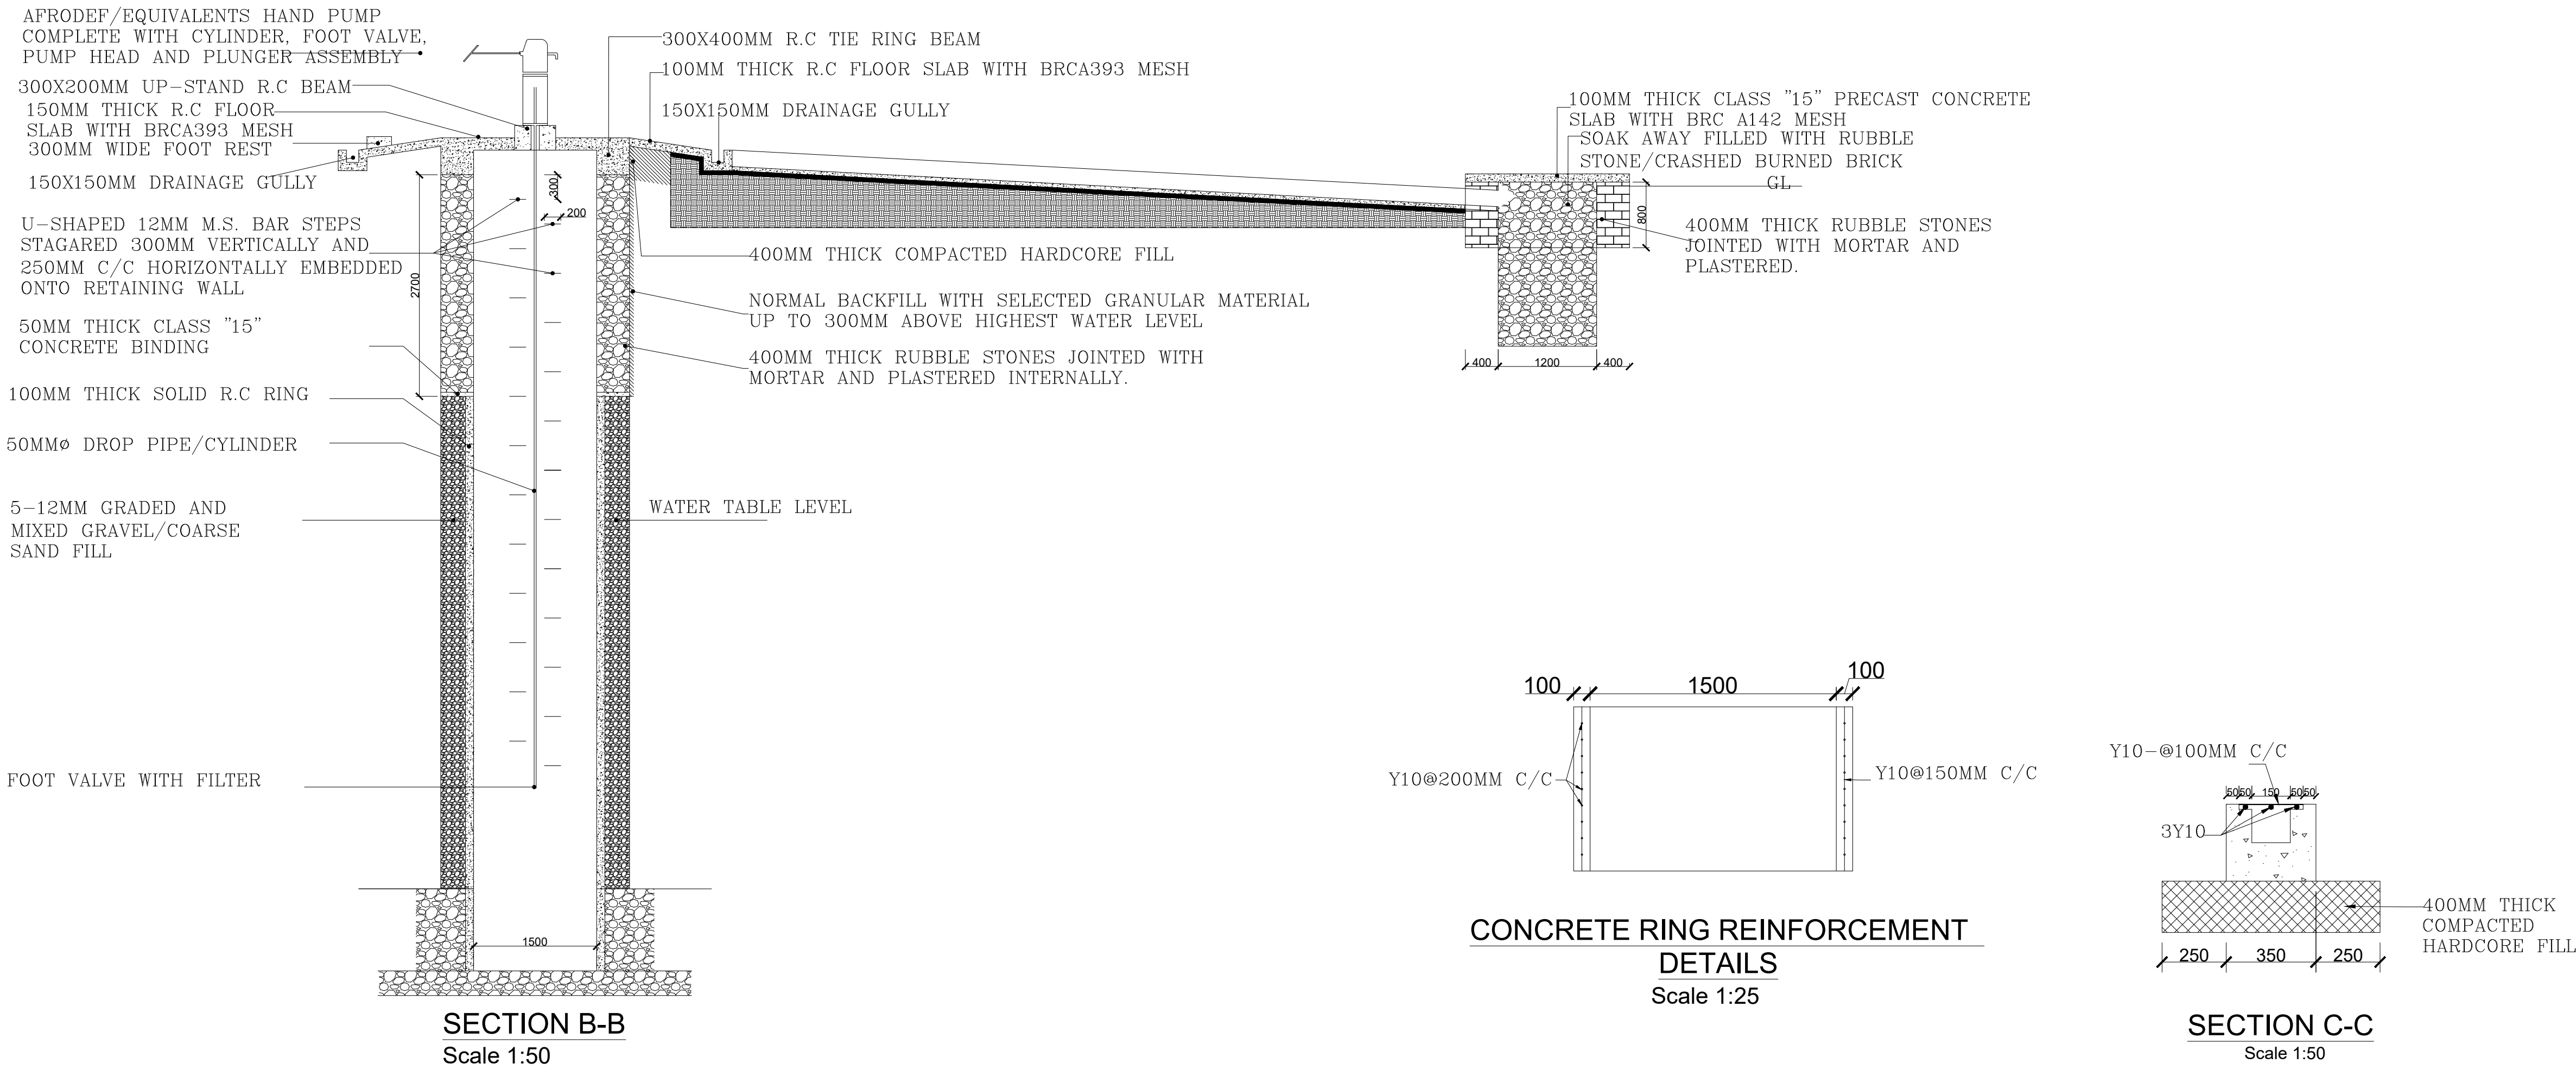 AFRODEF/EQUIVALENTS HAND PUMP
COMPLETE WITH CYLINDER, FOOT VALVE,
PUMP HEAD AND PLUNGER ASSEMBLY
300X200MM UP-STAND R.C BEAM
150MM THICK R.C FLOOR
SLAB WITH BRCA393 MESH
300MM WIDE FOOT REST
150X150MM DRAINAGE GULLY
U-SHAPED 12MM M.S. BAR STEPS
STAGARED 300MM VERTICALLY AND
250MM C/C HORIZONTALLY EMBEDDED
ONTO RETAINING WALL
50MM THICK CLASS "15"
CONCRETE BINDING
100MM THICK SOLID R.C RING
50MMø DROP PIPE/CYLINDER
5-12MM GRADED AND
MIXED GRAVEL/COARSE
SAND FILL
FOOT VALVE WITH FILTER
2700
300
200
1500
300X400MM R.C TIE RING BEAM
100MM THICK R.C FLOOR SLAB WITH BRCA393 MESH
150X150MM DRAINAGE GULLY
400MM THICK COMPACTED HARDCORE FILL
NORMAL BACKFILL WITH SELECTED GRANULAR MATERIAL
UP TO 300MM ABOVE HIGHEST WATER LEVEL
400MM THICK RUBBLE STONES JOINTED WITH
MORTAR AND PLASTERED INTERNALLY.
WATER TABLE LEVEL
100MM THICK CLASS "15" PRECAST CONCRETE
SLAB WITH BRC A142 MESH
SOAK AWAY FILLED WITH RUBBLE
STONE/CRASHED BURNED BRICK
GL
800
400MM THICK RUBBLE STONES
JOINTED WITH MORTAR AND
PLASTERED.
400 1200 400
SECTION B-B
Scale 1:50
100 1500 100
Y10@200MM C/C
Y10@150MM C/C
CONCRETE RING REINFORCEMENT
DETAILS
Scale 1:25
Y10-@100MM C/C
50 50 150 50 50
3Y10
400MM THICK
COMPACTED
HARDCORE FILL
250 350 250
SECTION C-C
Scale 1:50